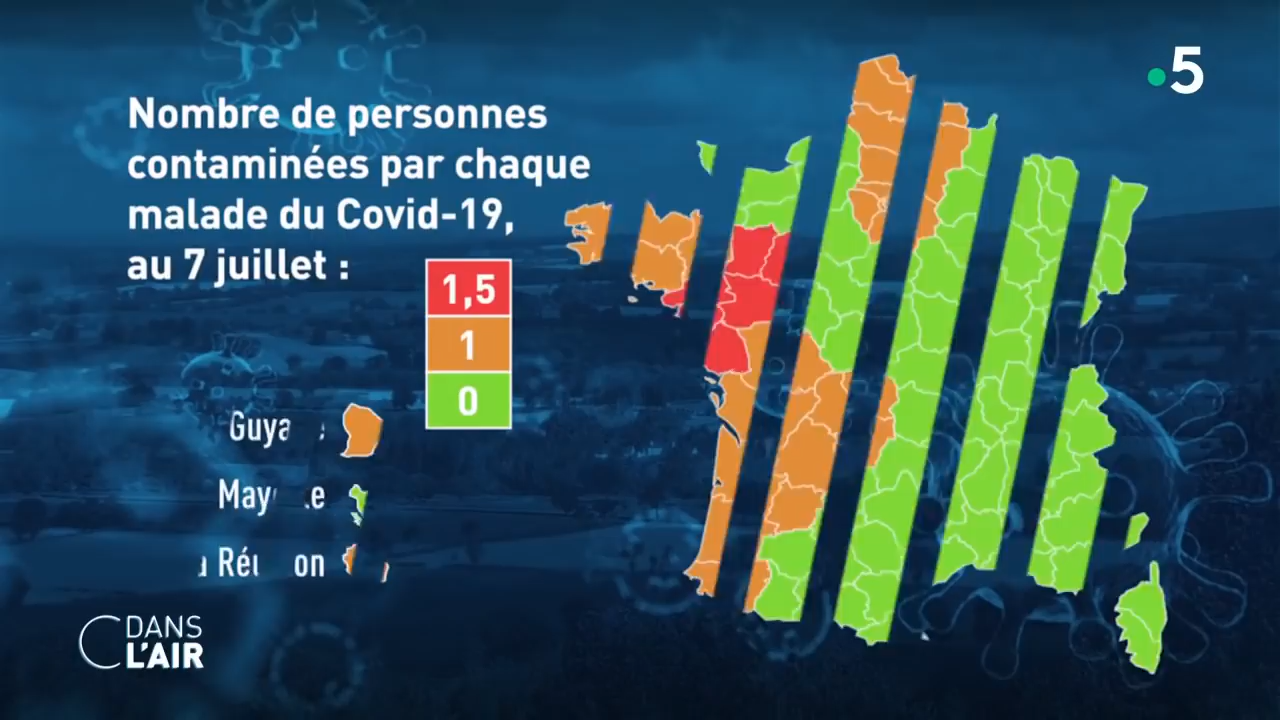 5
Nombre de personnes
contaminées par chaque
malade du Covid-19,
au 7 juillet :
1,5
1
0
C DANS
L'AIR